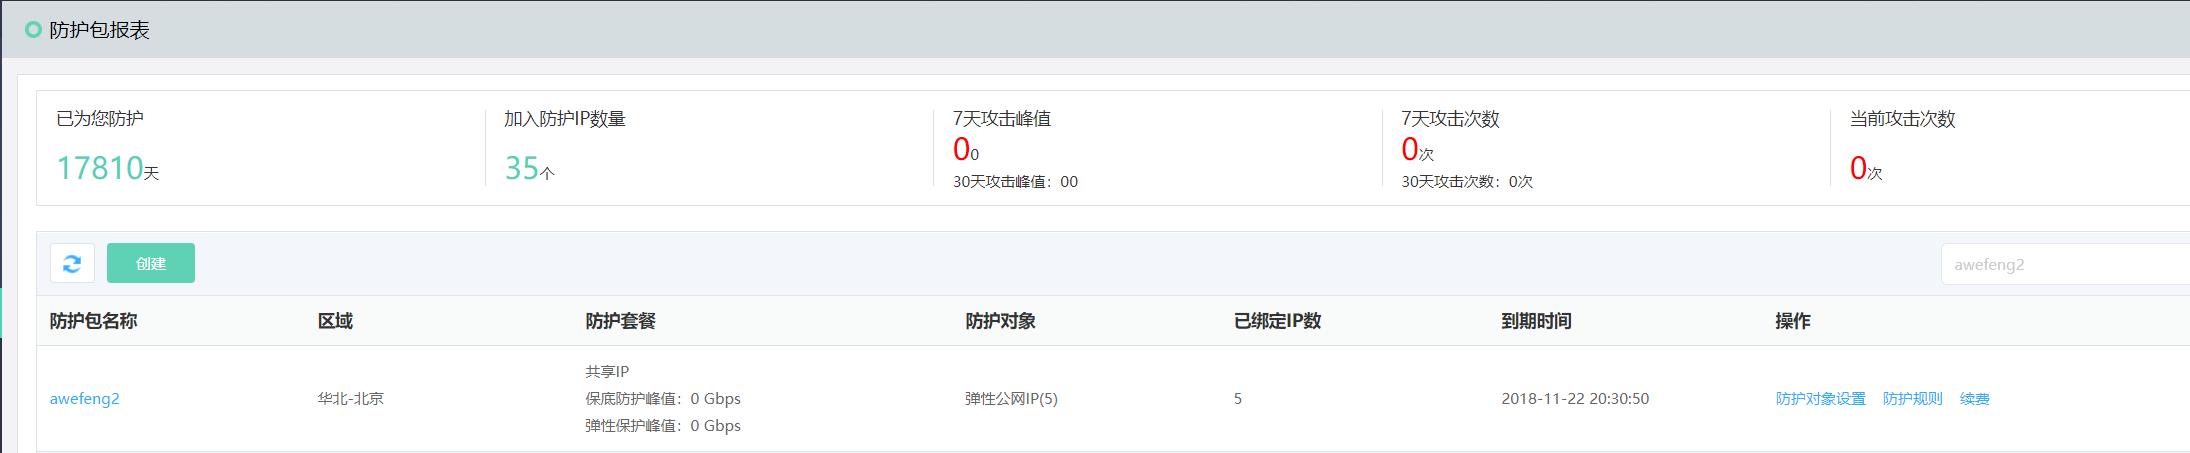 防护包报表
已为您防护
17810天
加入防护IP数量
35个
7天攻击峰值
00
30天攻击峰值：00
7天攻击次数
0次
30天攻击次数：0次
当前攻击次数
0次
创建
awefeng2
防护包名称 区域 防护套餐 防护对象 已绑定IP数 到期时间 操作
共享IP
awefeng2 华北-北京 保底防护峰值：0 Gbps 弹性公网IP(5) 5 2018-11-22 20:30:50 防护对象设置 防护规则 续费
弹性保护峰值：0 Gbps